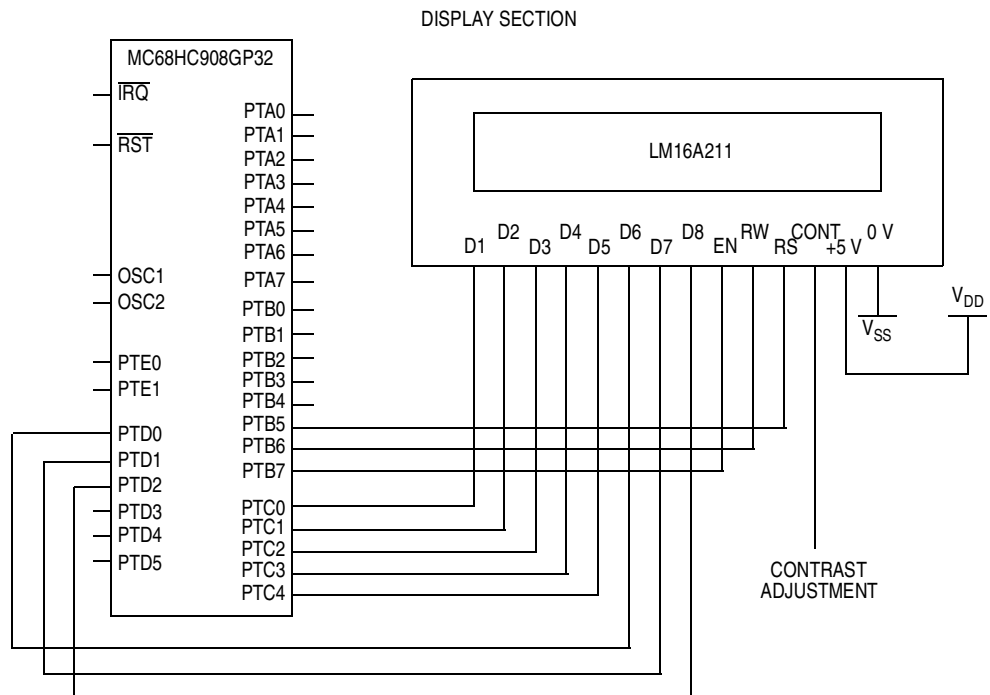 DISPLAY SECTION
MC68HC908GP32
IRQ
RST
OSC1
OSC2
PTE0
PTE1
PTD0
PTD1
PTD2
PTD3
PTD4
PTD5
PTA0
PTA1
PTA2
PTA3
PTA4
PTA5
PTA6
PTA7
PTB0
PTB1
PTB2
PTB3
PTB4
PTB5
PTB6
PTB7
PTC0
PTC1
PTC2
PTC3
PTC4
LM16A211
D1 D2 D3 D4 D5 D6 D7 D8 EN RW RS CONT +5 V 0 V
VSS
VDD
CONTRAST
ADJUSTMENT